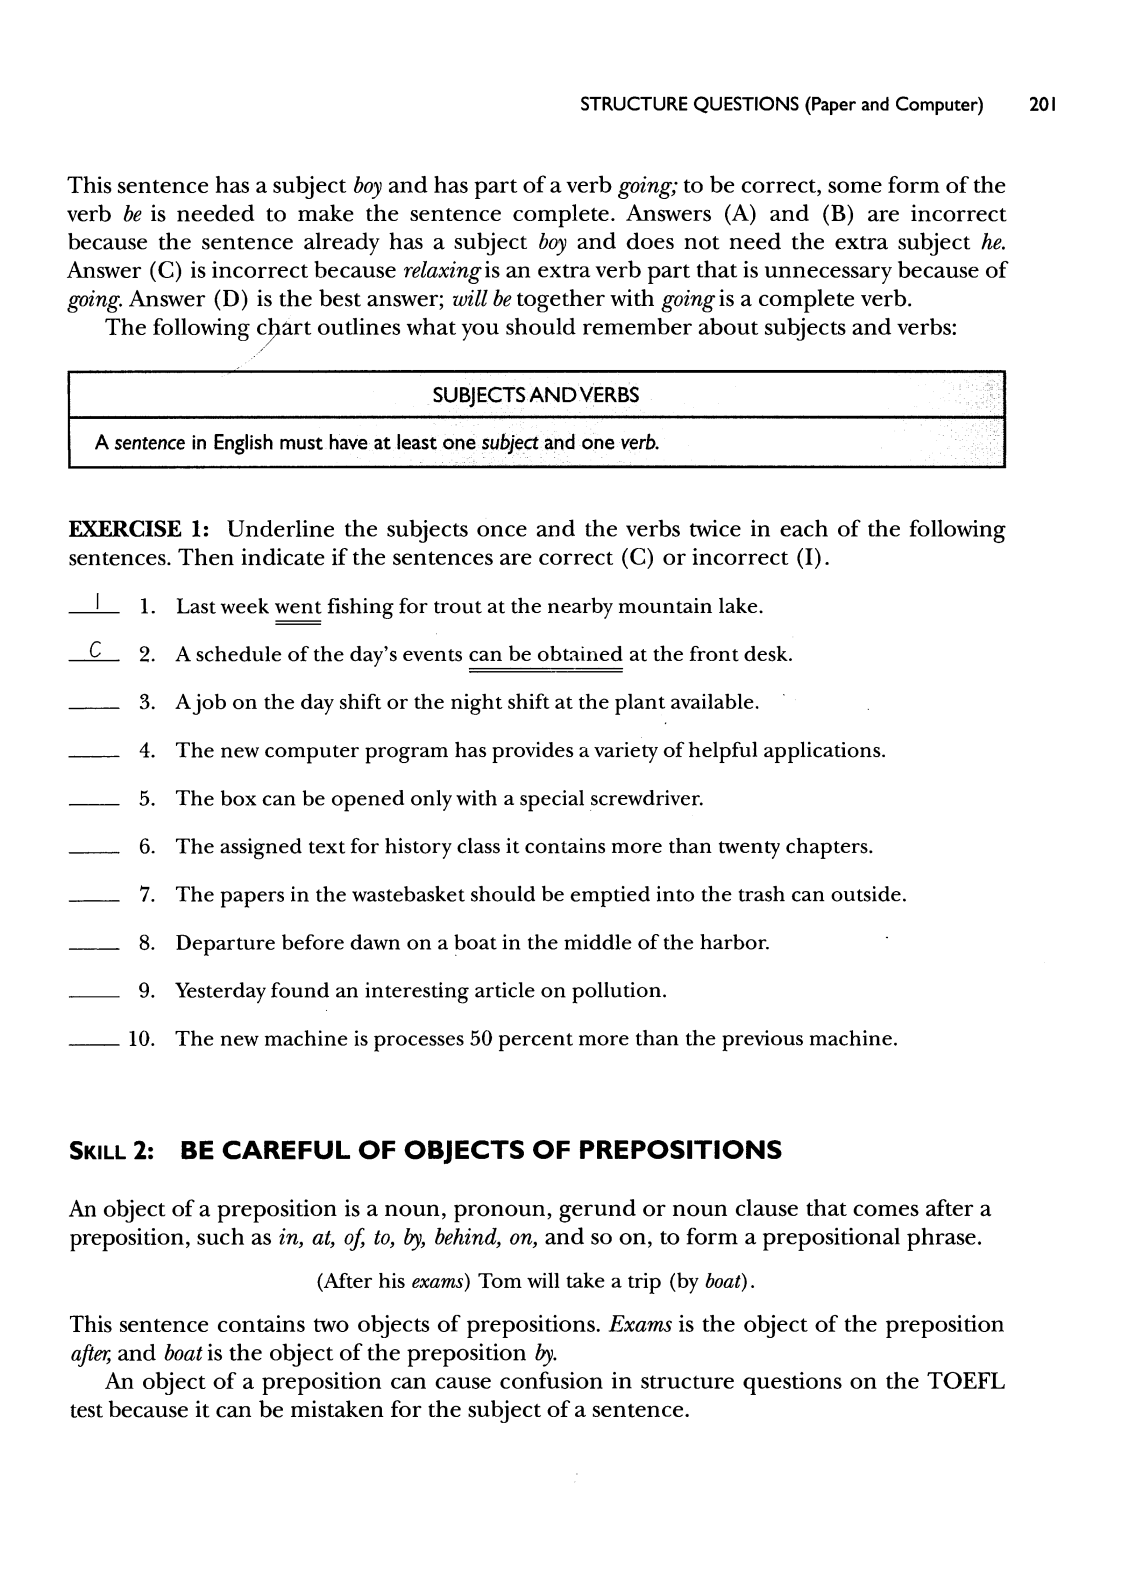 STRUCTURE QUESTIONS (Paper and Computer) 201
This sentence has a subject boy and has part of a verb going; to be correct, some form of the
verb be is needed to make the sentence complete. Answers (A) and (B) are incorrect
because the sentence already has a subject boy and does not need the extra subject he.
Answer (C) is incorrect because relaxing is an extra verb part that is unnecessary because of
going. Answer (D) is the best answer; will be together with going is a complete verb.
The following chart outlines what you should remember about subjects and verbs:
SUBJECTS AND VERBS
A sentence in English must have at least one subject and one verb.
EXERCISE 1: Underline the subjects once and the verbs twice in each of the following
sentences. Then indicate if the sentences are correct (C) or incorrect (I).
I 1. Last week went fishing for trout at the nearby mountain lake.
C 2. A schedule of the day's events can be obtained at the front desk.
3. A job on the day shift or the night shift at the plant available.
4. The new computer program has provides a variety of helpful applications.
5. The box can be opened only with a special screwdriver.
6. The assigned text for history class it contains more than twenty chapters.
7. The papers in the wastebasket should be emptied into the trash can outside.
8. Departure before dawn on a boat in the middle of the harbor.
9. Yesterday found an interesting article on pollution.
10. The new machine is processes 50 percent more than the previous machine.
SKILL 2: BE CAREFUL OF OBJECTS OF PREPOSITIONS
An object of a preposition is a noun, pronoun, gerund or noun clause that comes after a
preposition, such as in, at, of, to, by, behind, on, and so on, to form a prepositional phrase.
(After his exams) Tom will take a trip (by boat).
This sentence contains two objects of prepositions. Exams is the object of the preposition
after, and boat is the object of the preposition by.
An object of a preposition can cause confusion in structure questions on the TOEFL
test because it can be mistaken for the subject of a sentence.